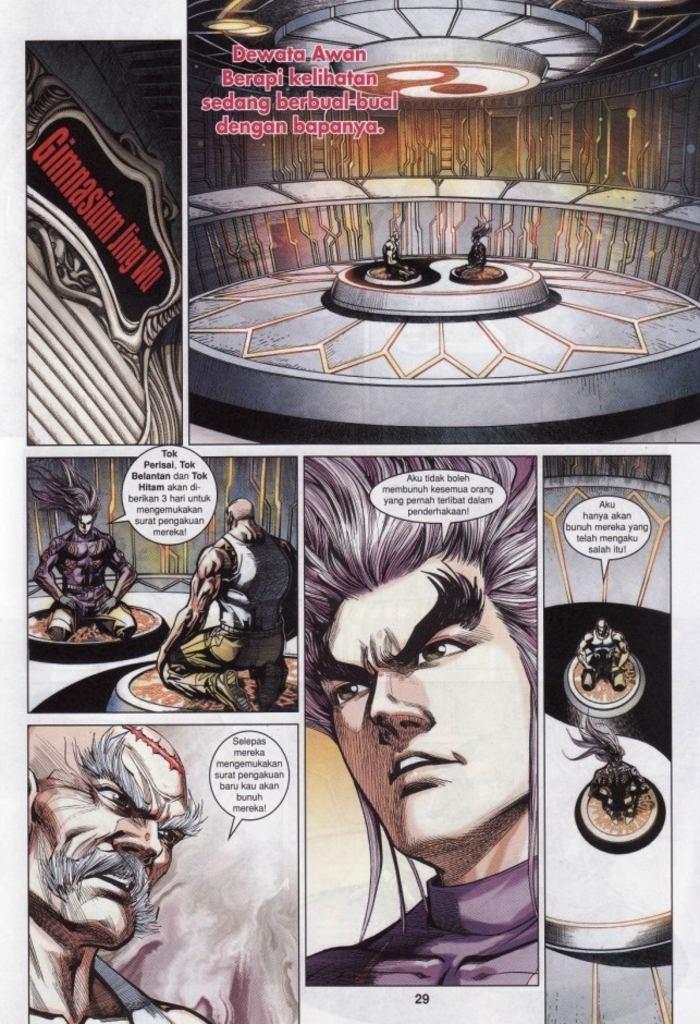 Gimnasium Jing Wu
Dewata Awan
Berapi kelihatan
sedang berbual-bual
dengan bapanya.
Tok
Perisai, Tok
Belantan dan Tok
Hitam akan di-
berikan 3 hari untuk
mengemukakan
surat pengakuan
mereka!
Selepas
mereka
mengemukakan
surat pengakuan
baru kau akan
bunuh
mereka!
Aku tidak boleh
membunuh kesemua orang
yang pernah terlibat dalam
penderhakaan!
Aku
hanya akan
bunuh mereka yang
telah mengaku
salah itu!
29